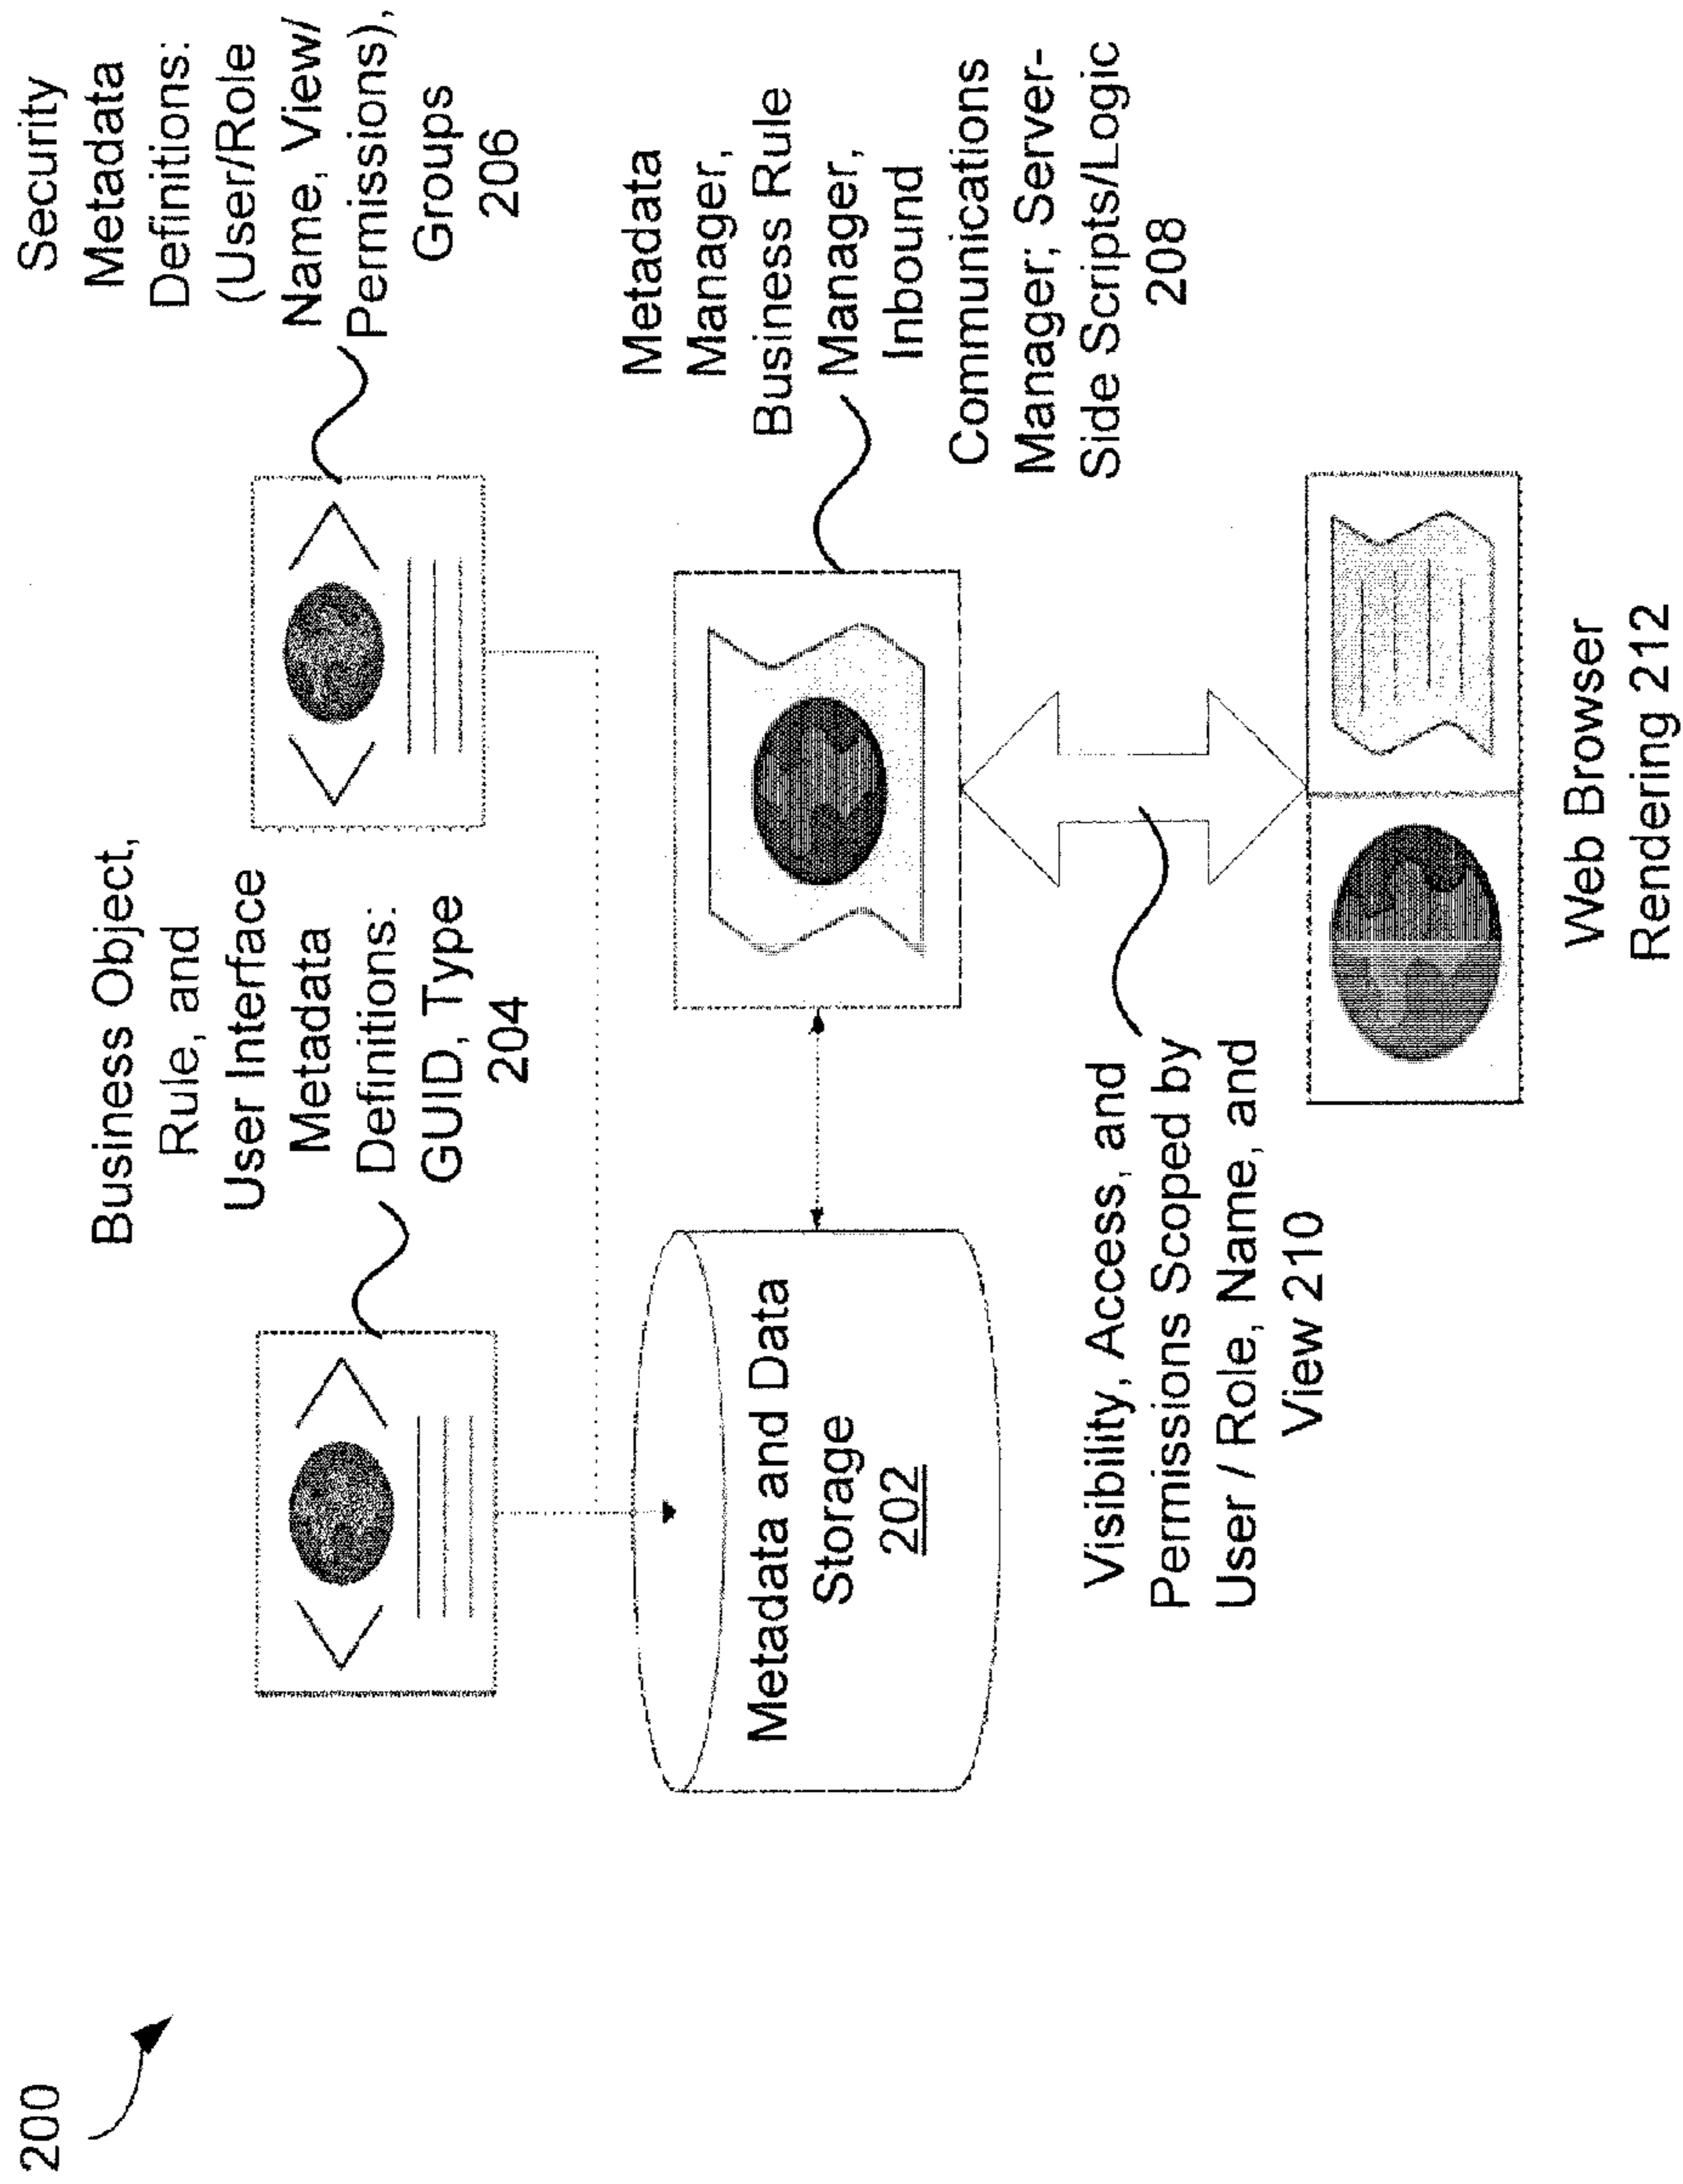 200
Business Object,
Rule, and
User Interface
Metadata
Definitions:
GUID, Type
204
Security
Metadata
Definitions:
(User/Role
Name, View/
Permissions),
Groups
206
Metadata and Data
Storage
202
Metadata
Manager,
Business Rule
Manager,
Inbound
Communications
Manager; Server-
Side Scripts/Logic
208
Visibility, Access, and
Permissions Scoped by
User / Role, Name, and
View 210
Web Browser
Rendering 212